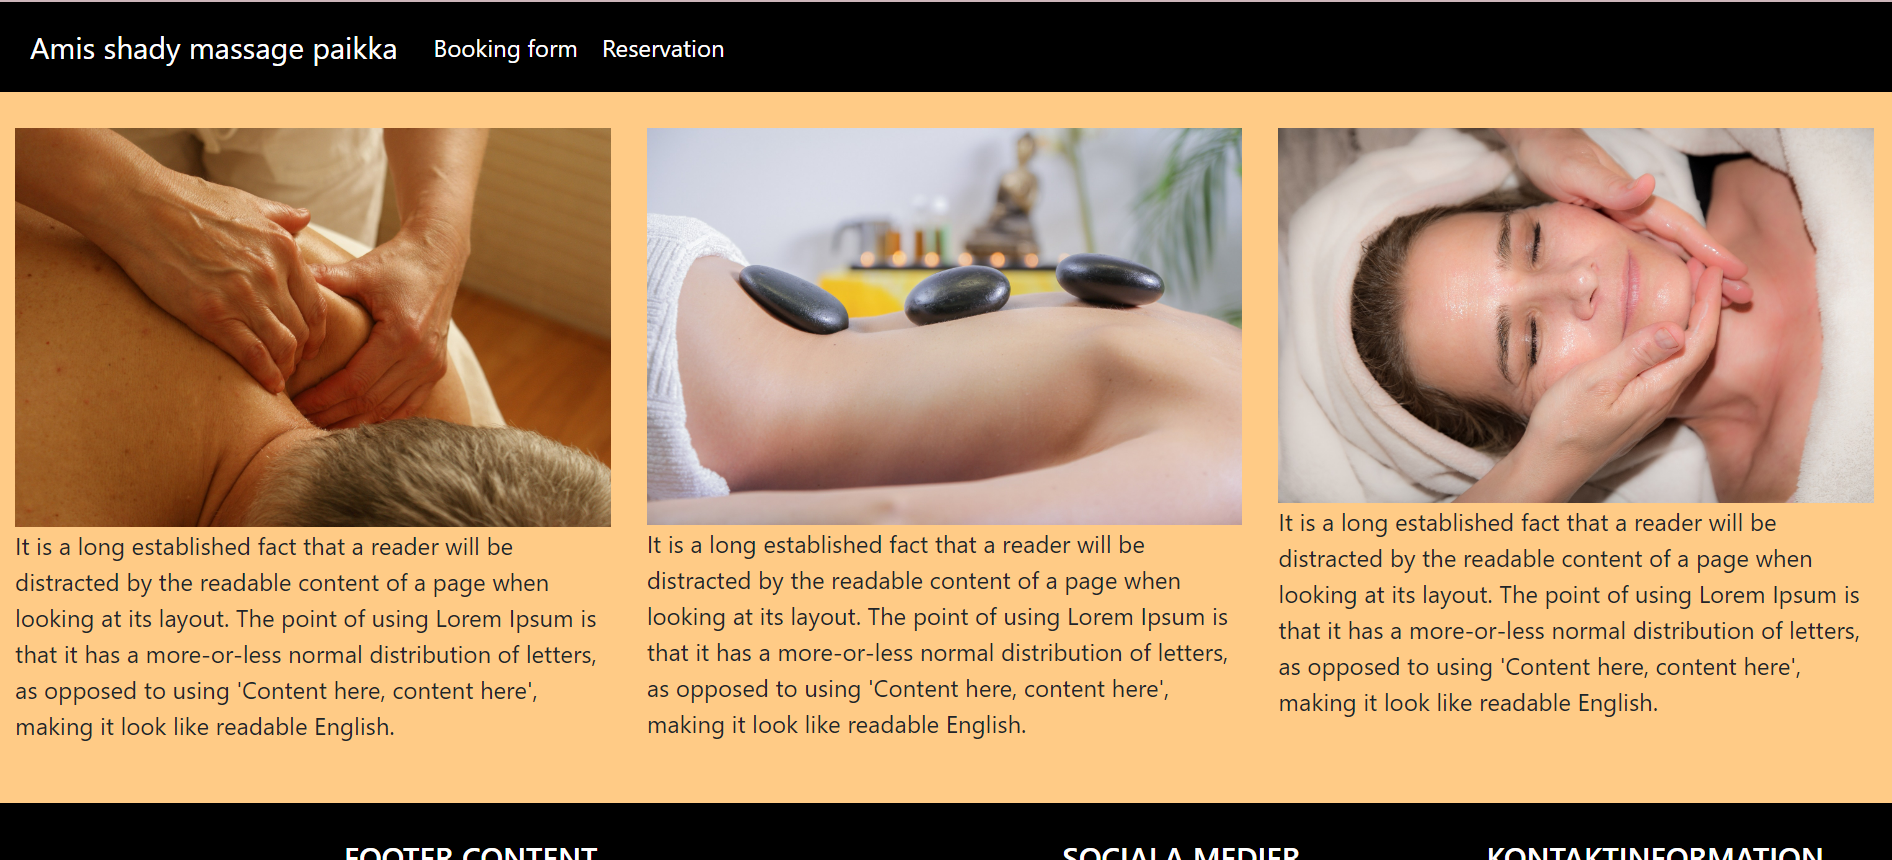 Amis shady massage paikka Booking form Reservation
It is a long established fact that a reader will be
distracted by the readable content of a page when
looking at its layout. The point of using Lorem Ipsum is
that it has a more-or-less normal distribution of letters,
as opposed to using 'Content here, content here',
making it look like readable English.
It is a long established fact that a reader will be
distracted by the readable content of a page when
looking at its layout. The point of using Lorem Ipsum is
that it has a more-or-less normal distribution of letters,
as opposed to using 'Content here, content here',
making it look like readable English.
It is a long established fact that a reader will be
distracted by the readable content of a page when
looking at its layout. The point of using Lorem Ipsum is
that it has a more-or-less normal distribution of letters,
as opposed to using 'Content here, content here',
making it look like readable English.
FOOTER CONTENT SOCIALA MEDIER KONTAKTINFORMATION